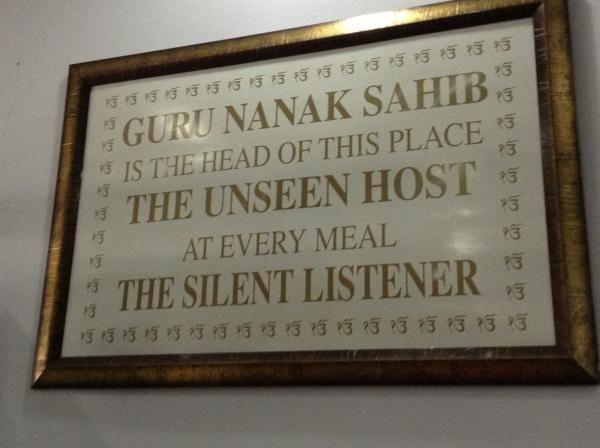 ੴ ੴ ੴ ੴ ੴ ੴ ੴ ੴ ੴ ੴ ੴ ੴ ੴ ੴ ੴ ੴ ੴ ੴ
GURU NANAK SAHIB
IS THE HEAD OF THIS PLACE
THE UNSEEN HOST
AT EVERY MEAL
THE SILENT LISTENER
ੴ ੴ ੴ ੴ ੴ ੴ ੴ ੴ ੴ ੴ ੴ ੴ ੴ ੴ ੴ ੴ ੴ